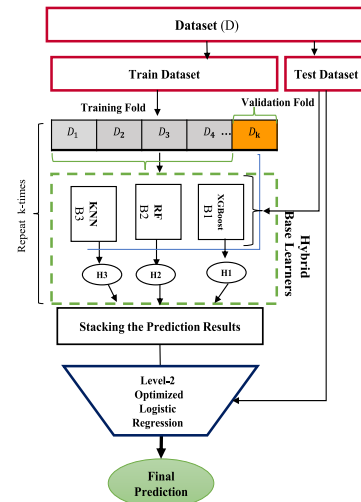 Dataset (D)
Train Dataset
Test Dataset
Training Fold
Validation Fold
D₁ D₂ D₃ D₄ ... Dₖ
Repeat k-times
KNN
B3
RF
B2
XGBoost
B1
Hybrid
Base Learners
H3
H2
H1
Stacking the Prediction Results
Level-2
Optimized
Logistic
Regression
Final
Prediction